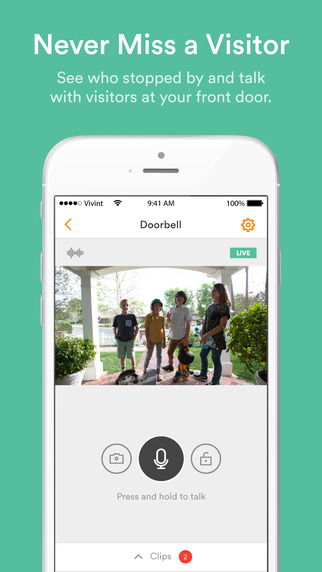 Never Miss a Visitor
See who stopped by and talk
with visitors at your front door.
Vivint 9:41 AM 100%
Doorbell
LIVE
Press and hold to talk
Clips 2